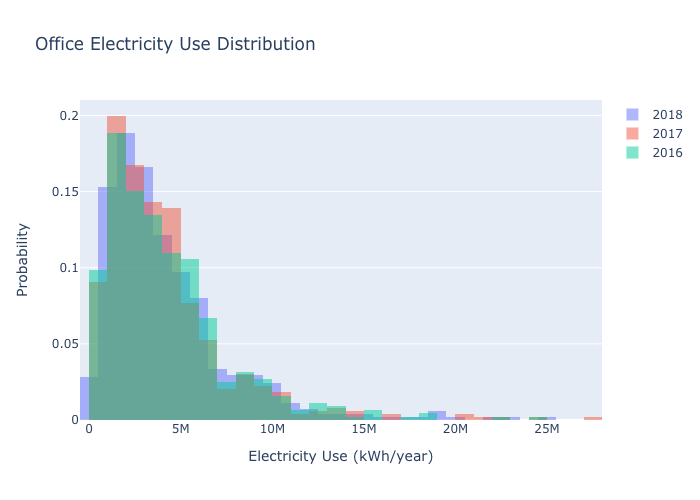 Office Electricity Use Distribution
2018
2017
2016
0.2
0.15
0.1
0.05
0
Probability
0
5M
10M
15M
20M
25M
Electricity Use (kWh/year)